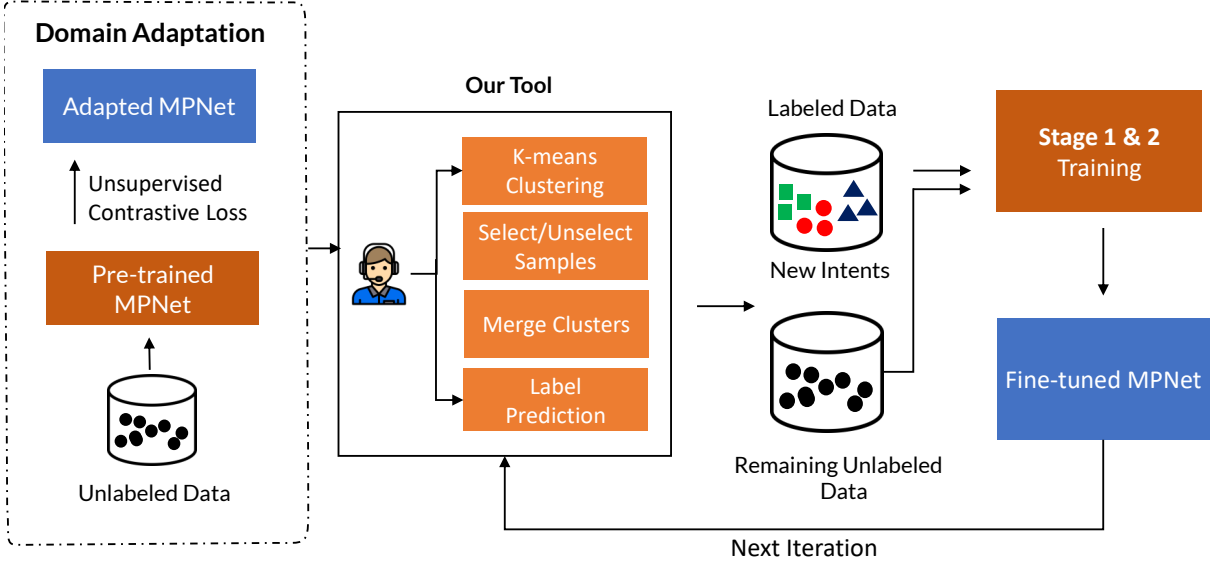 Domain Adaptation
Adapted MPNet
Unsupervised
Contrastive Loss
Pre-trained
MPNet
Unlabeled Data
Our Tool
K-means
Clustering
Select/Unselect
Samples
Merge Clusters
Label
Prediction
Labeled Data
New Intents
Remaining Unlabeled
Data
Stage 1 & 2
Training
Fine-tuned MPNet
Next Iteration